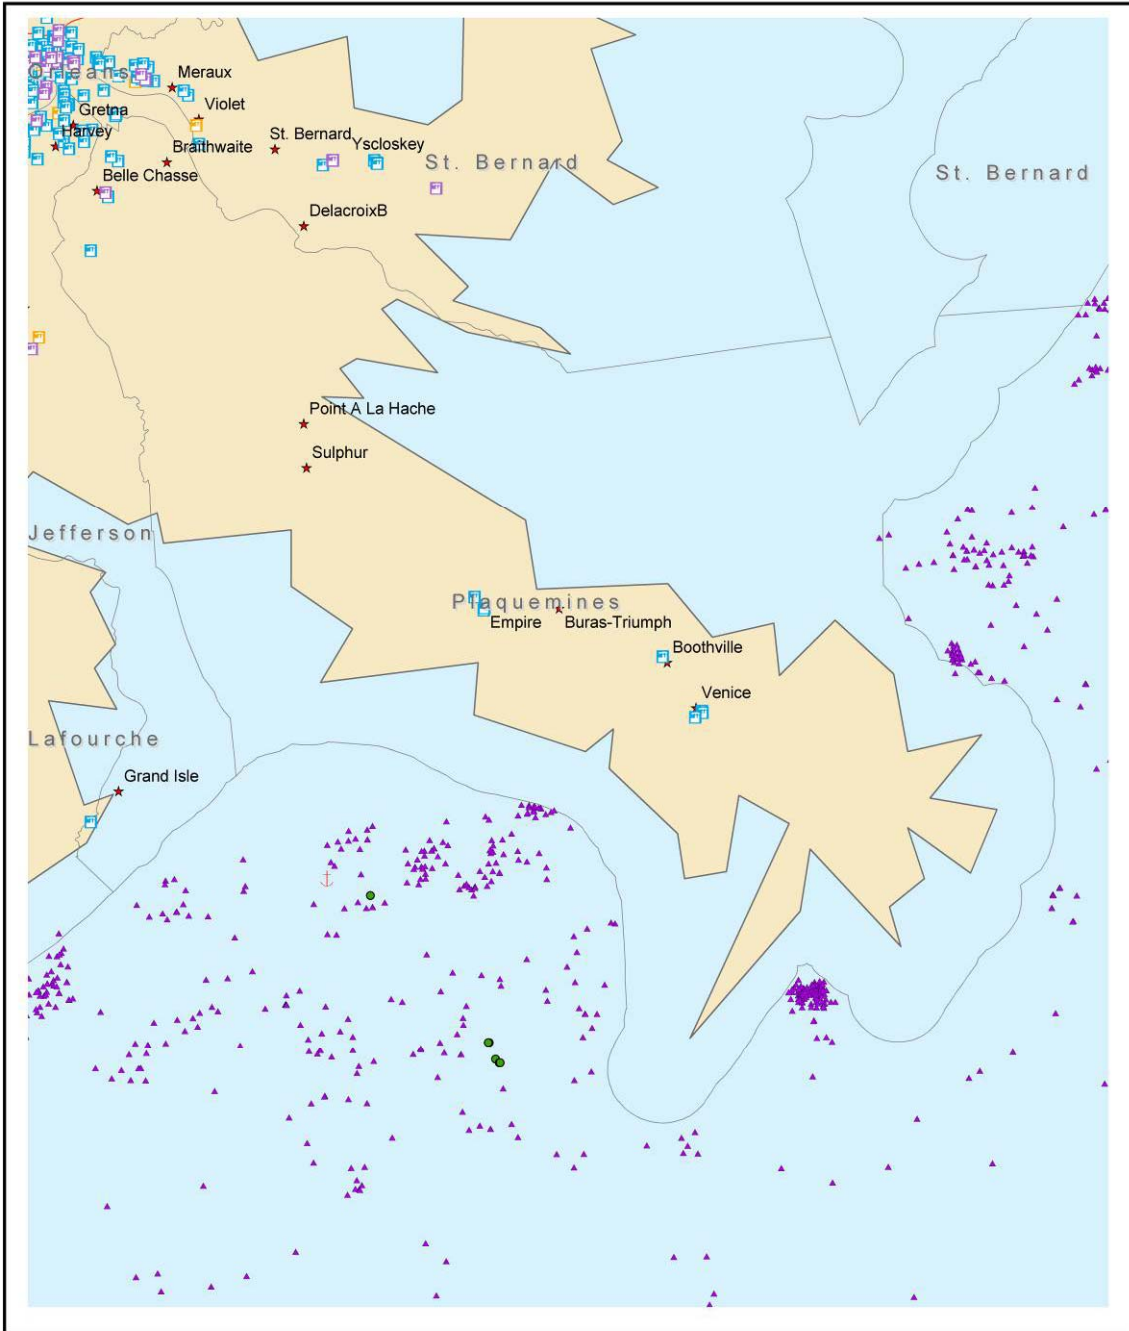 Orleans
Meraux
Violet
Gretna
Harvey
Braithwaite
St. Bernard
Yscloskey
St. Bernard
St. Bernard
Belle Chasse
DelacroixB
Point A La Hache
Sulphur
Jefferson
Plaquemines
Empire
Buras-Triumph
Boothville
Venice
Lafourche
Grand Isle